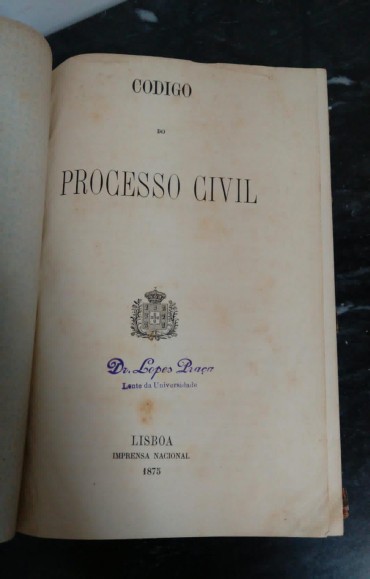 CODIGO
DO
PROCESSO CIVIL
Dr. Lopes Praça
Lente da Universidade
LISBOA
IMPRENSA NACIONAL
1875